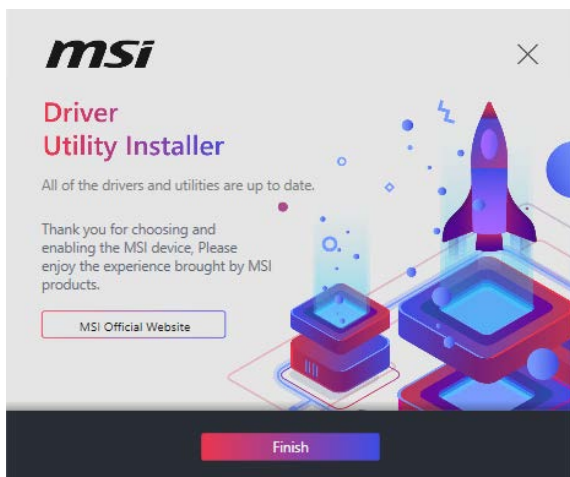 msi
Driver
Utility Installer
All of the drivers and utilities are up to date.
Thank you for choosing and
enabling the MSI device, Please
enjoy the experience brought by MSI
products.
MSI Official Website
Finish